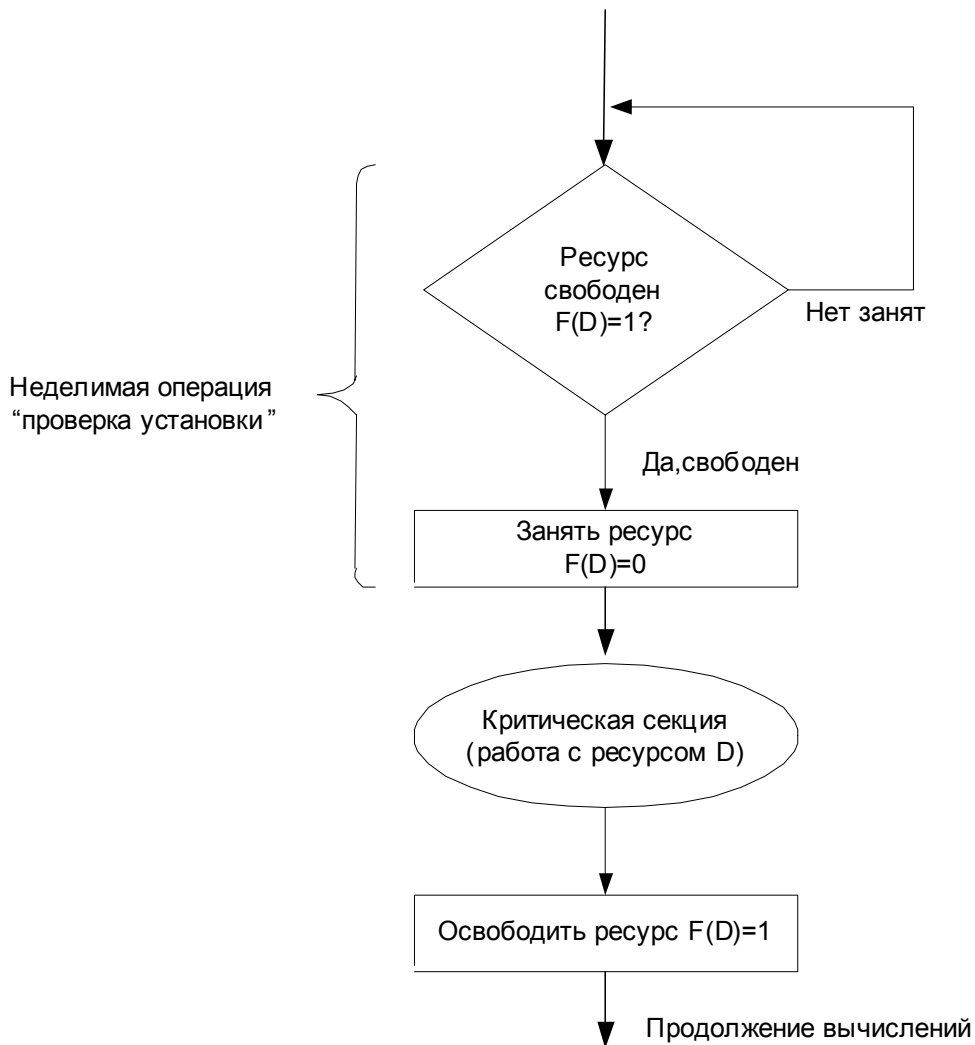 Ресурс
свободен
F(D)=1?
Нет занят
Неделимая операция
“проверка установки”
Да,свободен
Занять ресурс
F(D)=0
Критическая секция
(работа с ресурсом D)
Освободить ресурс F(D)=1
Продолжение вычислений